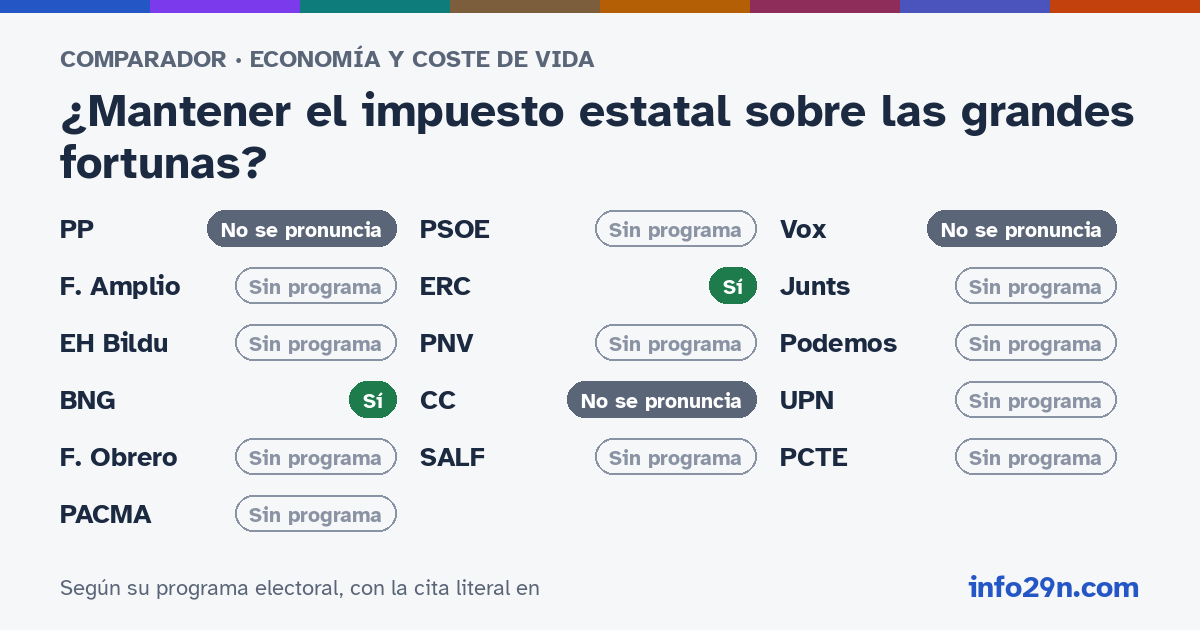 COMPARADOR · ECONOMÍA Y COSTE DE VIDA
¿Mantener el impuesto estatal sobre las grandes
fortunas?
PP No se pronuncia PSOE Sin programa Vox No se pronuncia
F. Amplio Sin programa ERC Sí Junts Sin programa
EH Bildu Sin programa PNV Sin programa Podemos Sin programa
BNG Sí CC No se pronuncia UPN Sin programa
F. Obrero Sin programa SALF Sin programa PCTE Sin programa
PACMA Sin programa
Según su programa electoral, con la cita literal en info29n.com